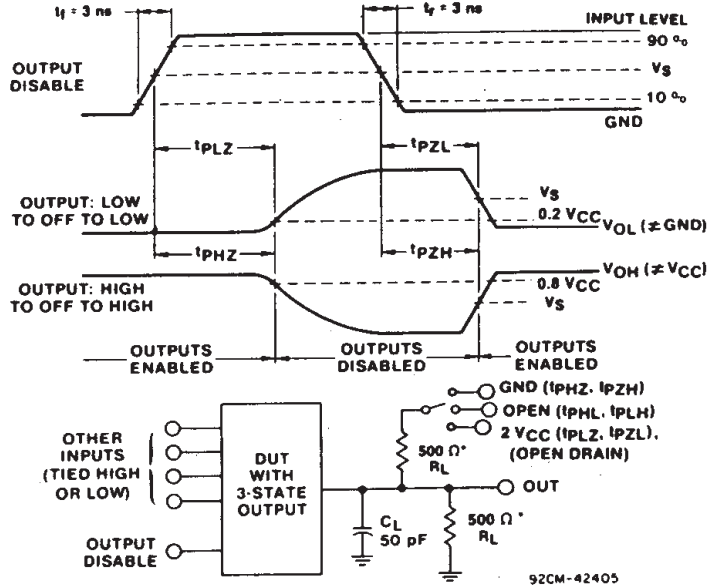 tf = 3 ns
tf = 3 ns
INPUT LEVEL
90 %
OUTPUT
DISABLE
VS
10%
GND
tPLZ
tPZL
OUTPUT: LOW
TO OFF TO LOW
VS
0.2 VCC
VOL (≠ GND)
tPHZ
tPZH
OUTPUT: HIGH
TO OFF TO HIGH
VOH (≠ VCC)
0.8 VCC
VS
OUTPUTS
ENABLED
OUTPUTS
DISABLED
OUTPUTS
ENABLED
GND (tPHZ, tPZH)
OPEN (tPHL, tPLH)
2 VCC (tPLZ, tPZL),
(OPEN DRAIN)
OTHER
INPUTS
(TIED HIGH
OR LOW)
DUT
WITH
3-STATE
OUTPUT
500 Ω*
RL
OUT
CL
50 pF
500 Ω*
RL
OUTPUT
DISABLE
92CM-42405